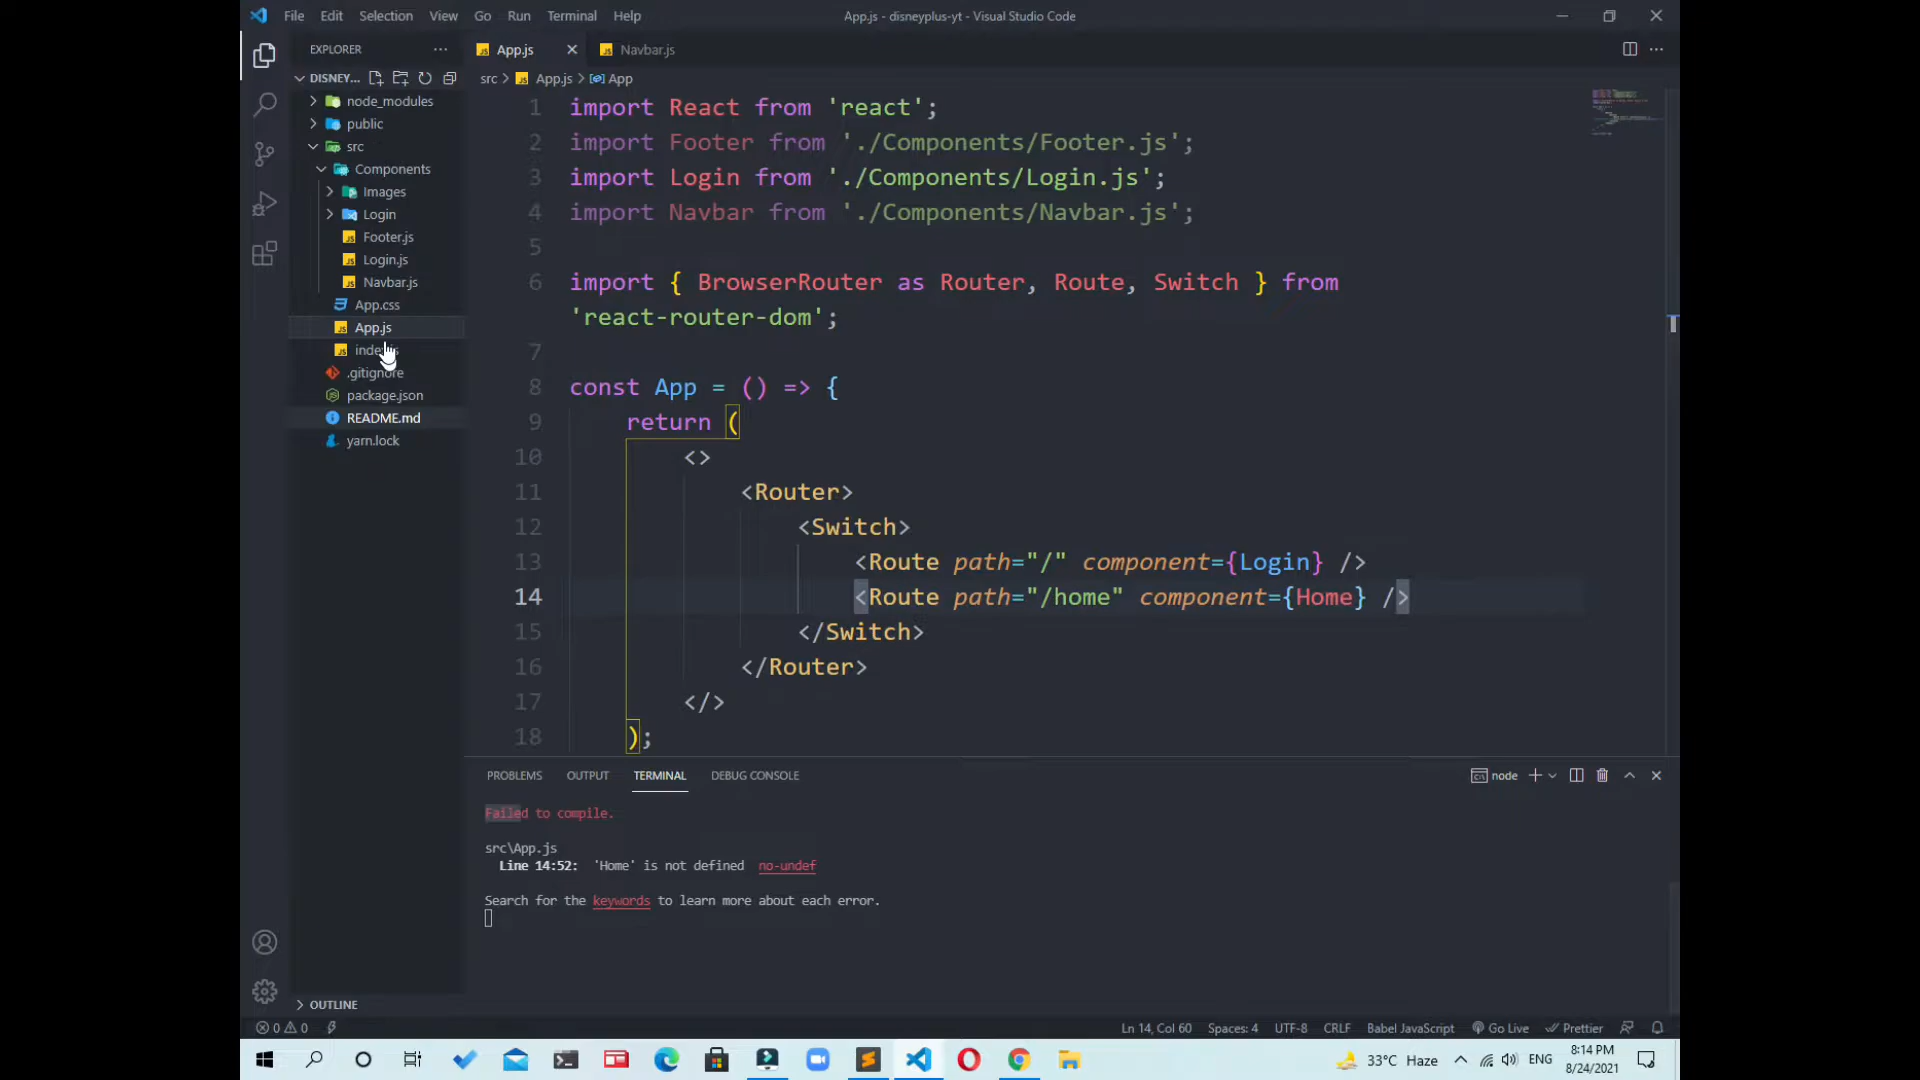 File Edit Selection View Go Run Terminal Help
App.js - disneyplus-yt - Visual Studio Code
EXPLORER
App.js
Navbar.js
DISNEY...
src > App.js > App
node_modules
public
src
Components
Images
Login
Footer.js
Login.js
Navbar.js
App.css
App.js
.gitignore
package.json
README.md
yarn.lock
1 import React from 'react';
2 import Footer from './Components/Footer.js';
3 import Login from './Components/Login.js';
4 import Navbar from './Components/Navbar.js';
5
6 import { BrowserRouter as Router, Route, Switch } from
'react-router-dom';
7
8 const App = () => {
9 return (
10 <>
11 <Router>
12 <Switch>
13 <Route path="/" component={Login} />
14 <Route path="/home" component={Home} />
15 </Switch>
16 </Router>
17 </>
18 );
PROBLEMS OUTPUT TERMINAL DEBUG CONSOLE
node
Failed to compile.
src\App.js
Line 14:52: 'Home' is not defined no-undef
Search for the keywords to learn more about each error.
OUTLINE
0 0
Ln 14, Col 60 Spaces: 4 UTF-8 CRLF Babel JavaScript Go Live Prettier
33°C Haze
ENG
8:14 PM
8/24/2021